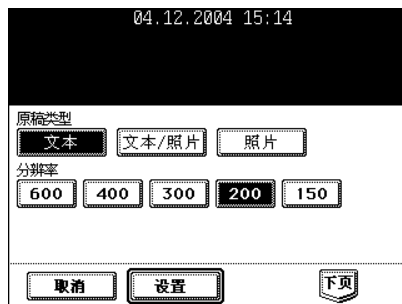 04.12.2004 15:14
原稿类型
文本 文本/照片 照片
分辨率
600 400 300 200 150
取消 设置 下页